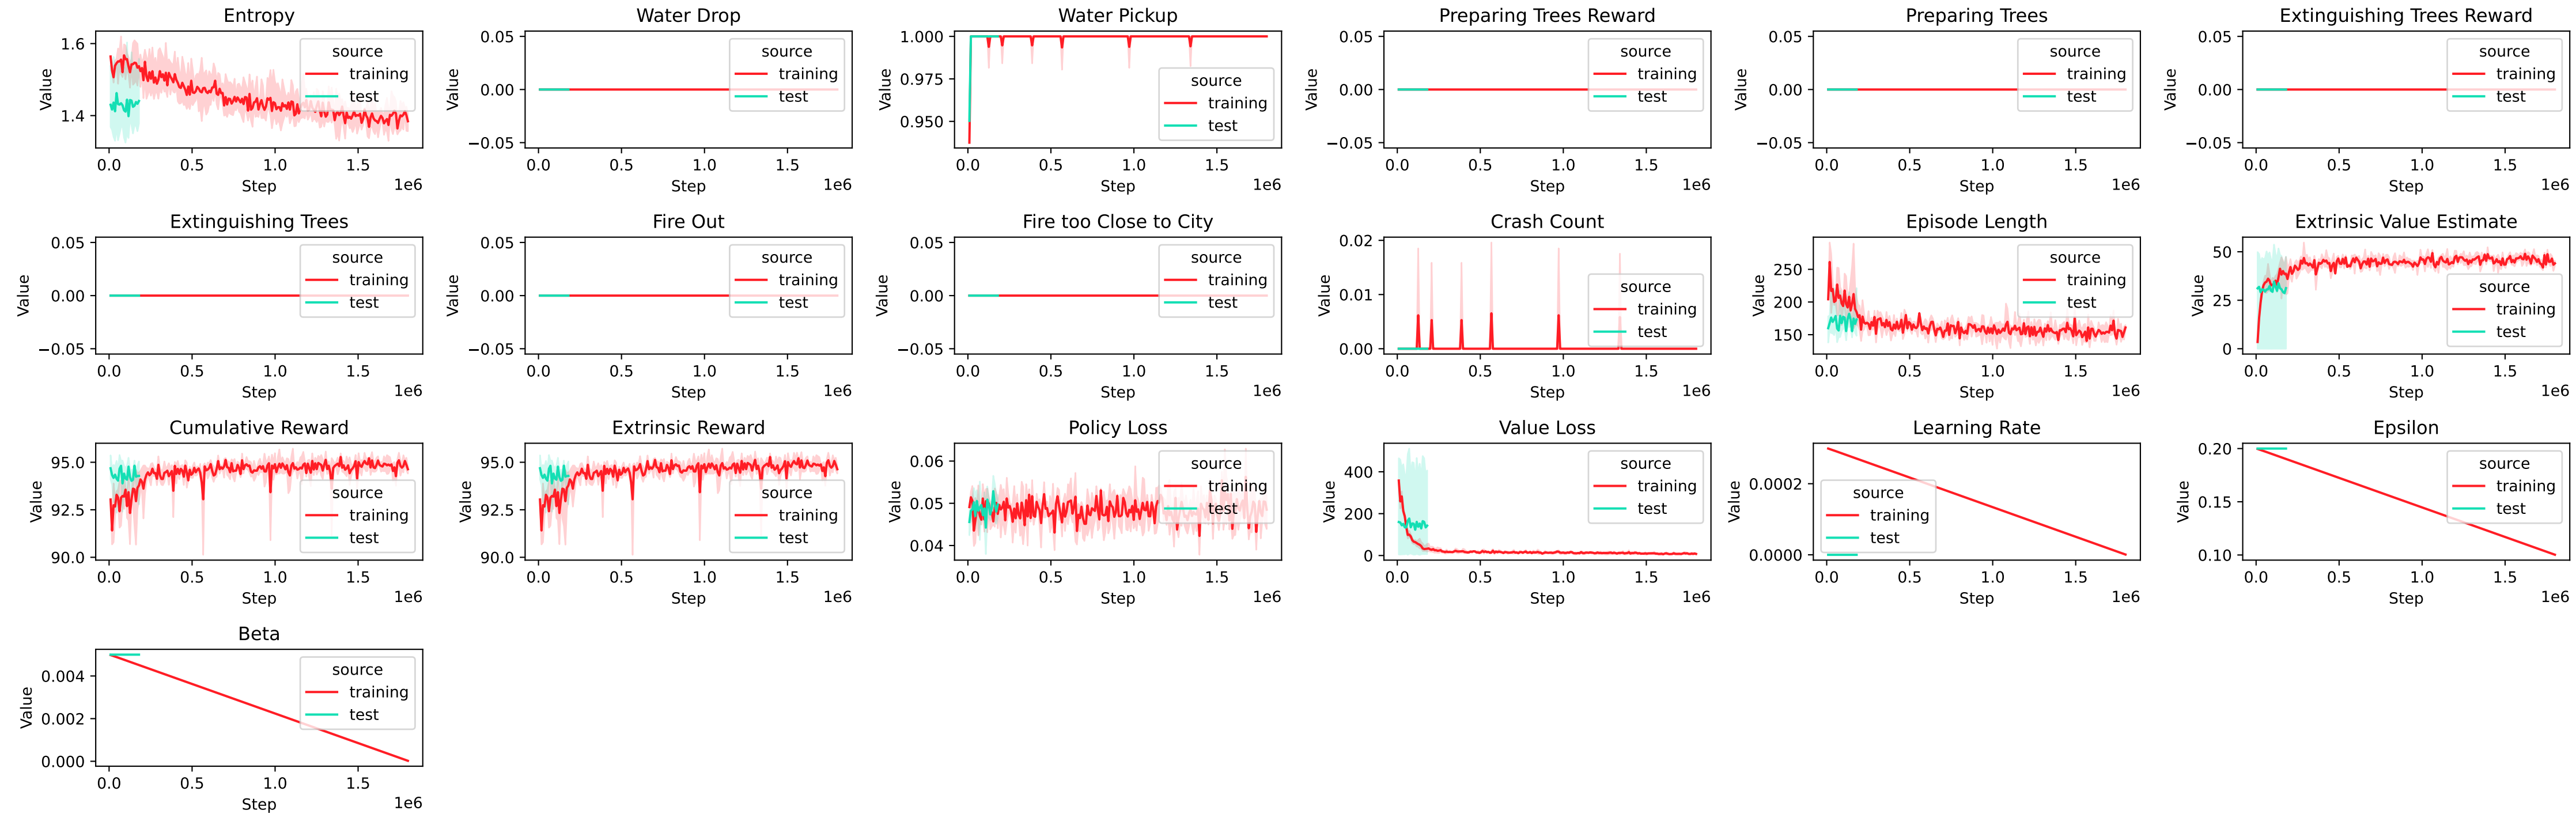 Entropy
Value
1.6
1.4
source
training
test
0.0 0.5 1.0 1.5
Step
1e6
Water Drop
Value
0.05
0.00
−0.05
source
training
test
0.0 0.5 1.0 1.5
Step
1e6
Water Pickup
Value
1.000
0.975
0.950
source
training
test
0.0 0.5 1.0 1.5
Step
1e6
Preparing Trees Reward
Value
0.05
0.00
−0.05
source
training
test
0.0 0.5 1.0 1.5
Step
1e6
Preparing Trees
Value
0.05
0.00
−0.05
source
training
test
0.0 0.5 1.0 1.5
Step
1e6
Extinguishing Trees Reward
Value
0.05
0.00
−0.05
source
training
test
0.0 0.5 1.0 1.5
Step
1e6
Extinguishing Trees
Value
0.05
0.00
−0.05
source
training
test
0.0 0.5 1.0 1.5
Step
1e6
Fire Out
Value
0.05
0.00
−0.05
source
training
test
0.0 0.5 1.0 1.5
Step
1e6
Fire too Close to City
Value
0.05
0.00
−0.05
source
training
test
0.0 0.5 1.0 1.5
Step
1e6
Crash Count
Value
0.02
0.01
0.00
source
training
test
0.0 0.5 1.0 1.5
Step
1e6
Episode Length
Value
250
200
150
source
training
test
0.0 0.5 1.0 1.5
Step
1e6
Extrinsic Value Estimate
Value
50
25
0
source
training
test
0.0 0.5 1.0 1.5
Step
1e6
Cumulative Reward
Value
95.0
92.5
90.0
source
training
test
0.0 0.5 1.0 1.5
Step
1e6
Extrinsic Reward
Value
95.0
92.5
90.0
source
training
test
0.0 0.5 1.0 1.5
Step
1e6
Policy Loss
Value
0.06
0.05
0.04
source
training
test
0.0 0.5 1.0 1.5
Step
1e6
Value Loss
Value
400
200
0
source
training
test
0.0 0.5 1.0 1.5
Step
1e6
Learning Rate
Value
0.0002
0.0000
source
training
test
0.0 0.5 1.0 1.5
Step
1e6
Epsilon
Value
0.20
0.15
0.10
source
training
test
0.0 0.5 1.0 1.5
Step
1e6
Beta
Value
0.004
0.002
0.000
source
training
test
0.0 0.5 1.0 1.5
Step
1e6